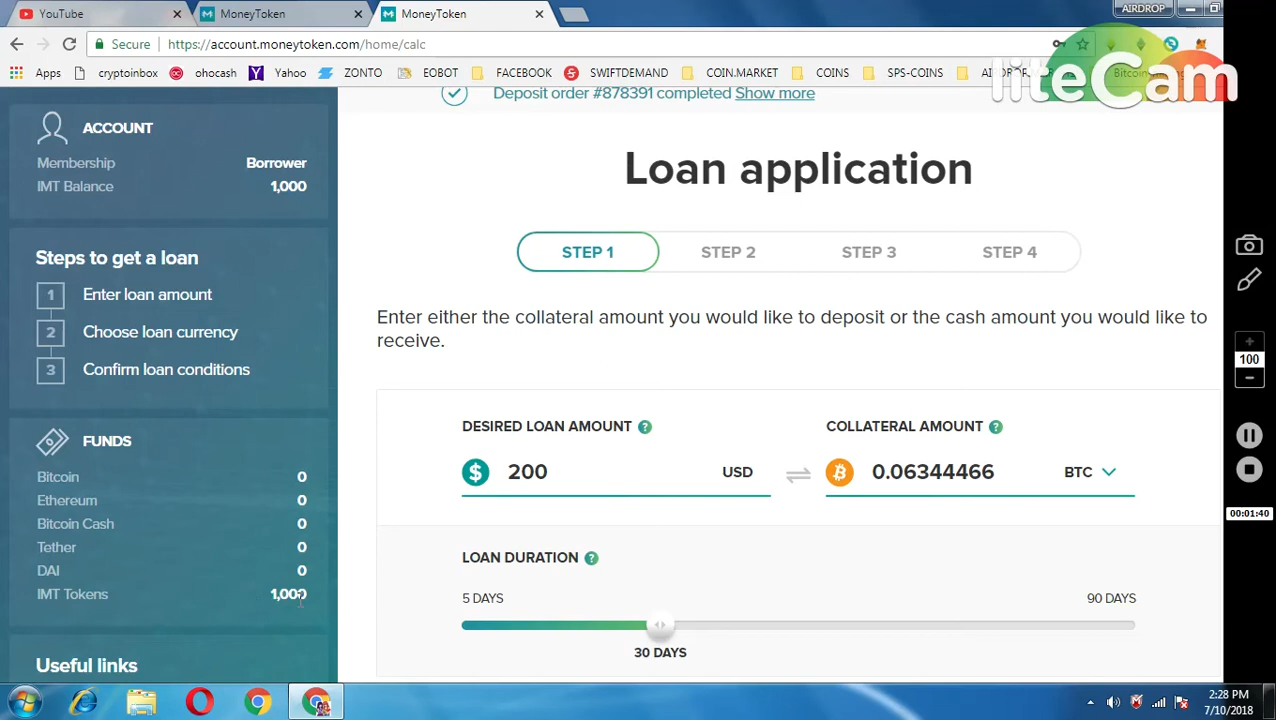 YouTube
MoneyToken
MoneyToken
AIRDROP
Secure
https://account.moneytoken.com/home/calc
Apps
cryptoinbox
ohocash
Yahoo
EOBOT
FACEBOOK
SWIFTDEMAND
COIN.MARKET
COINS
SPS-COINS
liteCam
Deposit order #878391 completed Show more
ACCOUNT
Membership Borrower
IMT Balance 1,000
Steps to get a loan
1 Enter loan amount
2 Choose loan currency
3 Confirm loan conditions
FUNDS
Bitcoin 0
Ethereum 0
Bitcoin Cash 0
Tether 0
DAI 0
IMT Tokens 1,000
Useful links
Loan application
STEP 1 STEP 2 STEP 3 STEP 4
Enter either the collateral amount you would like to deposit or the cash amount you would like to
receive.
DESIRED LOAN AMOUNT ?
$ 200 USD
COLLATERAL AMOUNT ?
0.06344466 BTC
LOAN DURATION ?
5 DAYS 90 DAYS
30 DAYS
100
00:01:40
2:28 PM
7/10/2018